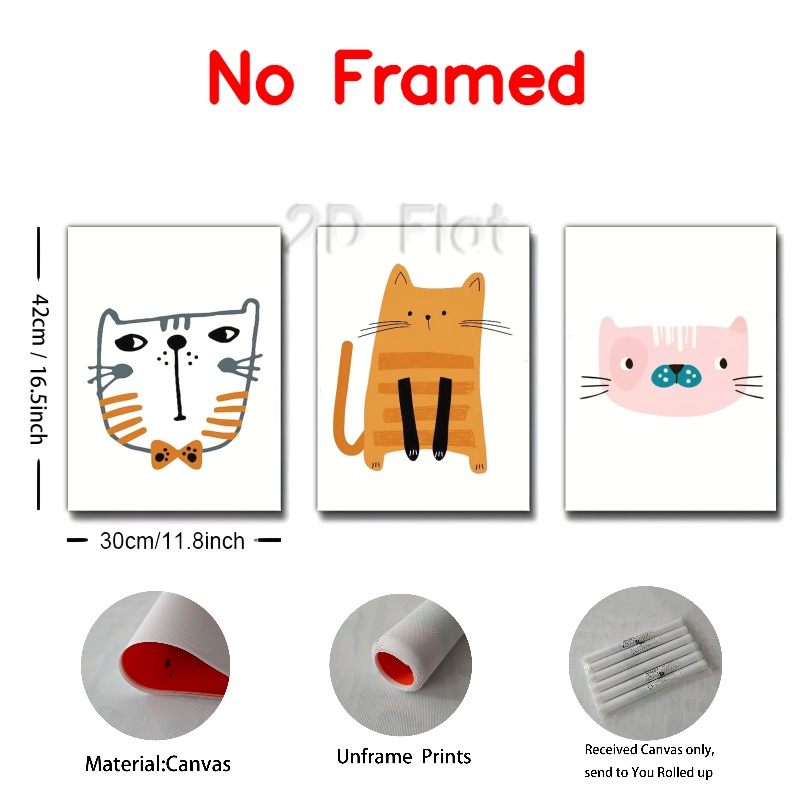 No Framed
2D Flat
42cm / 16.5inch
30cm/11.8inch
Material:Canvas
Unframe Prints
Received Canvas only,
send to You Rolled up